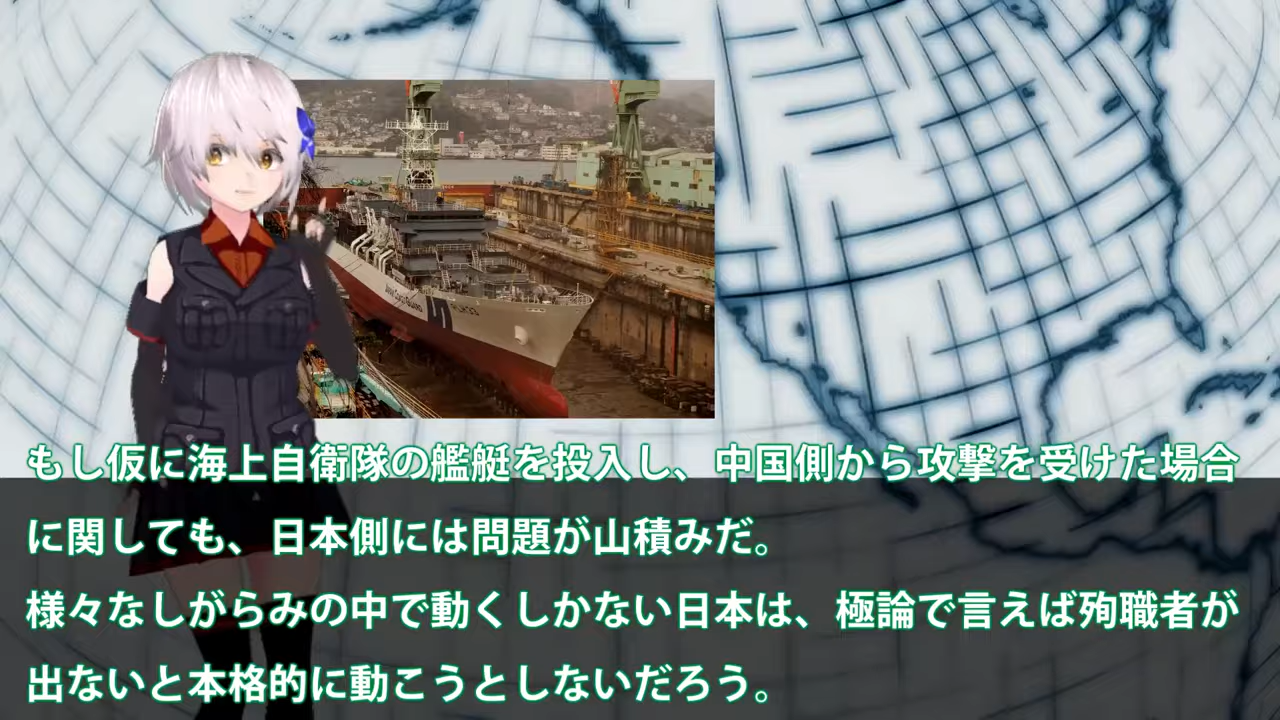 JAPAN COAST GUARD
PLH33
もし仮に海上自衛隊の艦艇を投入し、中国側から攻撃を受けた場合
に関しても、日本側には問題が山積みだ。
様々なしがらみの中で動くしかない日本は、極論で言えば殉職者が
出ないと本格的に動こうとしないだろう。